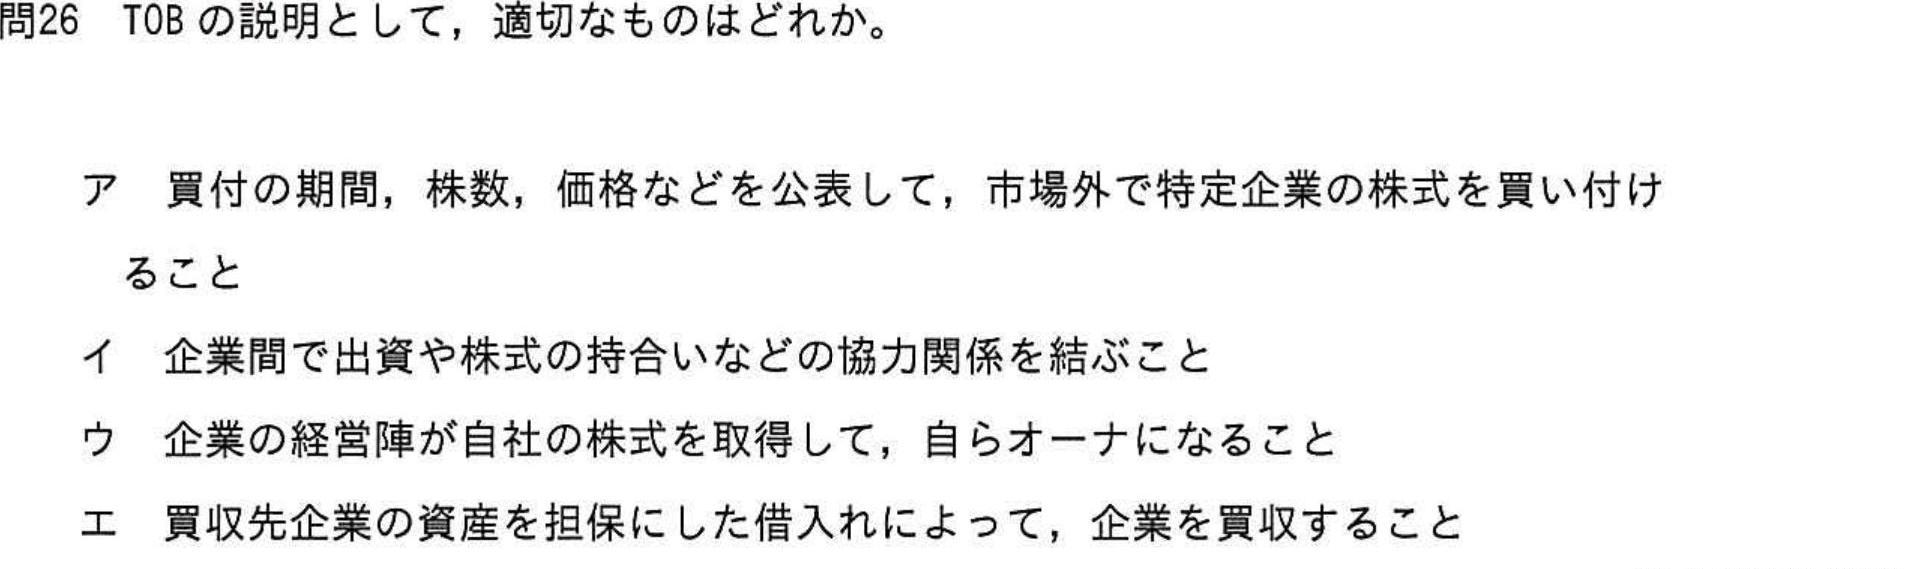 問26 TOB の説明として，適切なものはどれか。
ア 買付の期間，株数，価格などを公表して，市場外で特定企業の株式を買い付け
ること
イ 企業間で出資や株式の持合いなどの協力関係を結ぶこと
ウ 企業の経営陣が自社の株式を取得して，自らオーナになること
エ 買収先企業の資産を担保にした借入れによって，企業を買収すること